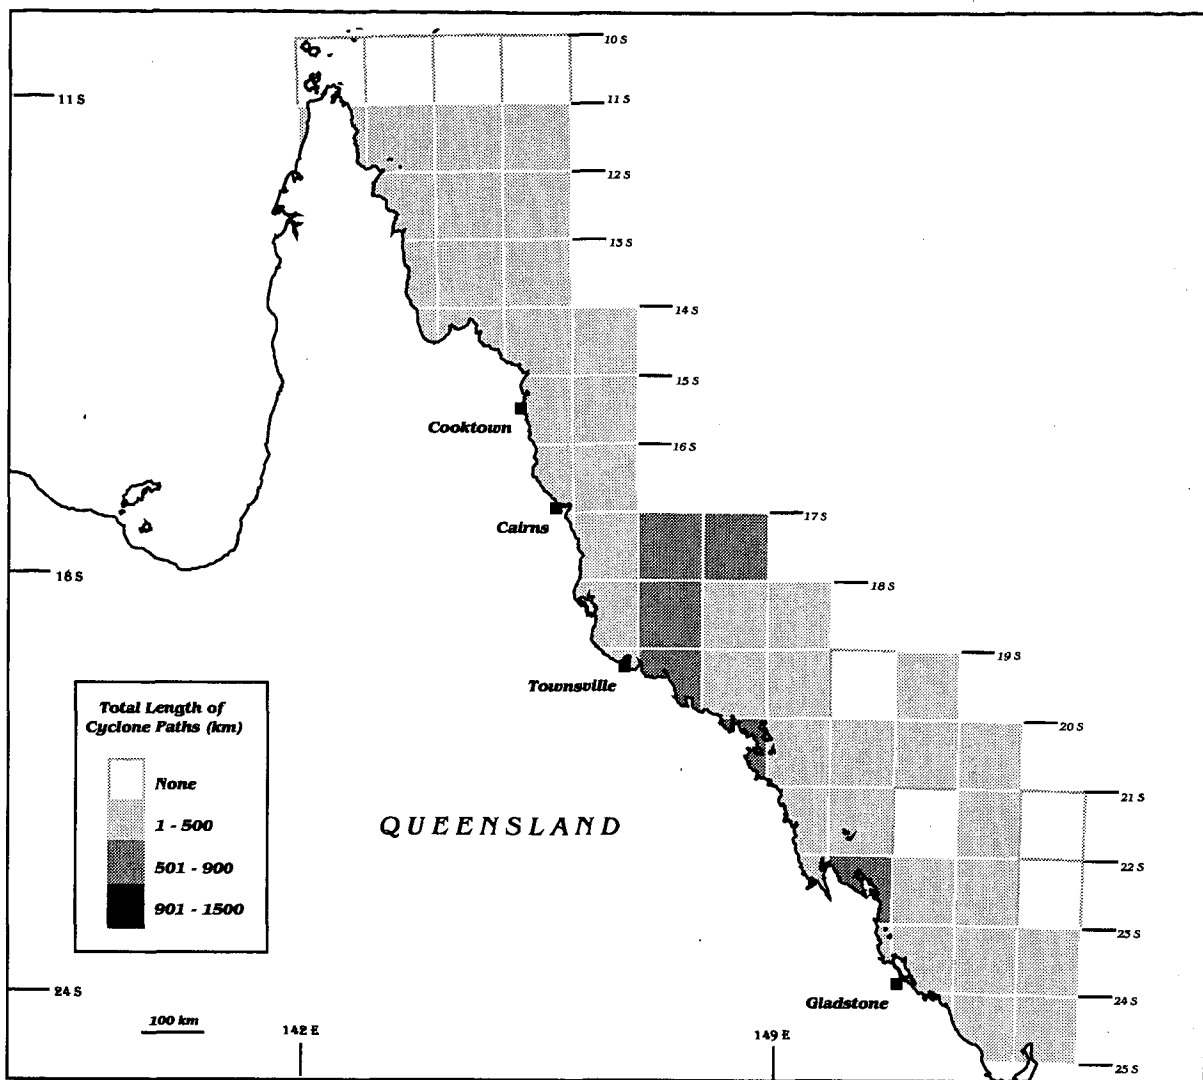 10 S
11 S
11 S
12 S
13 S
14 S
15 S
Cooktown
16 S
Cairns
17 S
18 S
18 S
19 S
Townsville
Total Length of
Cyclone Paths (km)
None
1 - 500
501 - 900
901 - 1500
20 S
21 S
QUEENSLAND
22 S
23 S
24 S
24 S
Gladstone
100 km
142 E
149 E
25 S